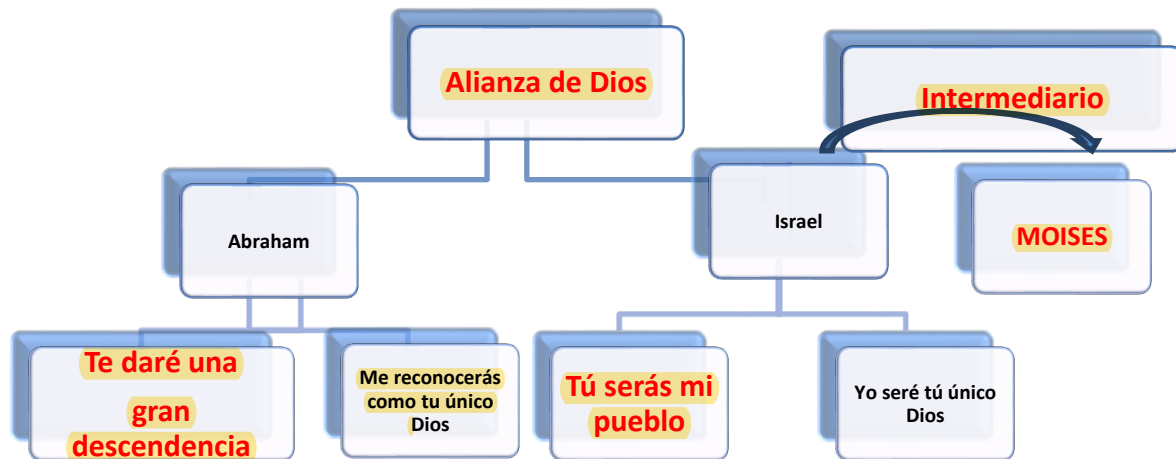 Alianza de Dios
Intermediario
Abraham
Israel
MOISES
Te daré una
gran
descendencia
Me reconocerás
como tu único
Dios
Tú serás mi
pueblo
Yo seré tú único
Dios